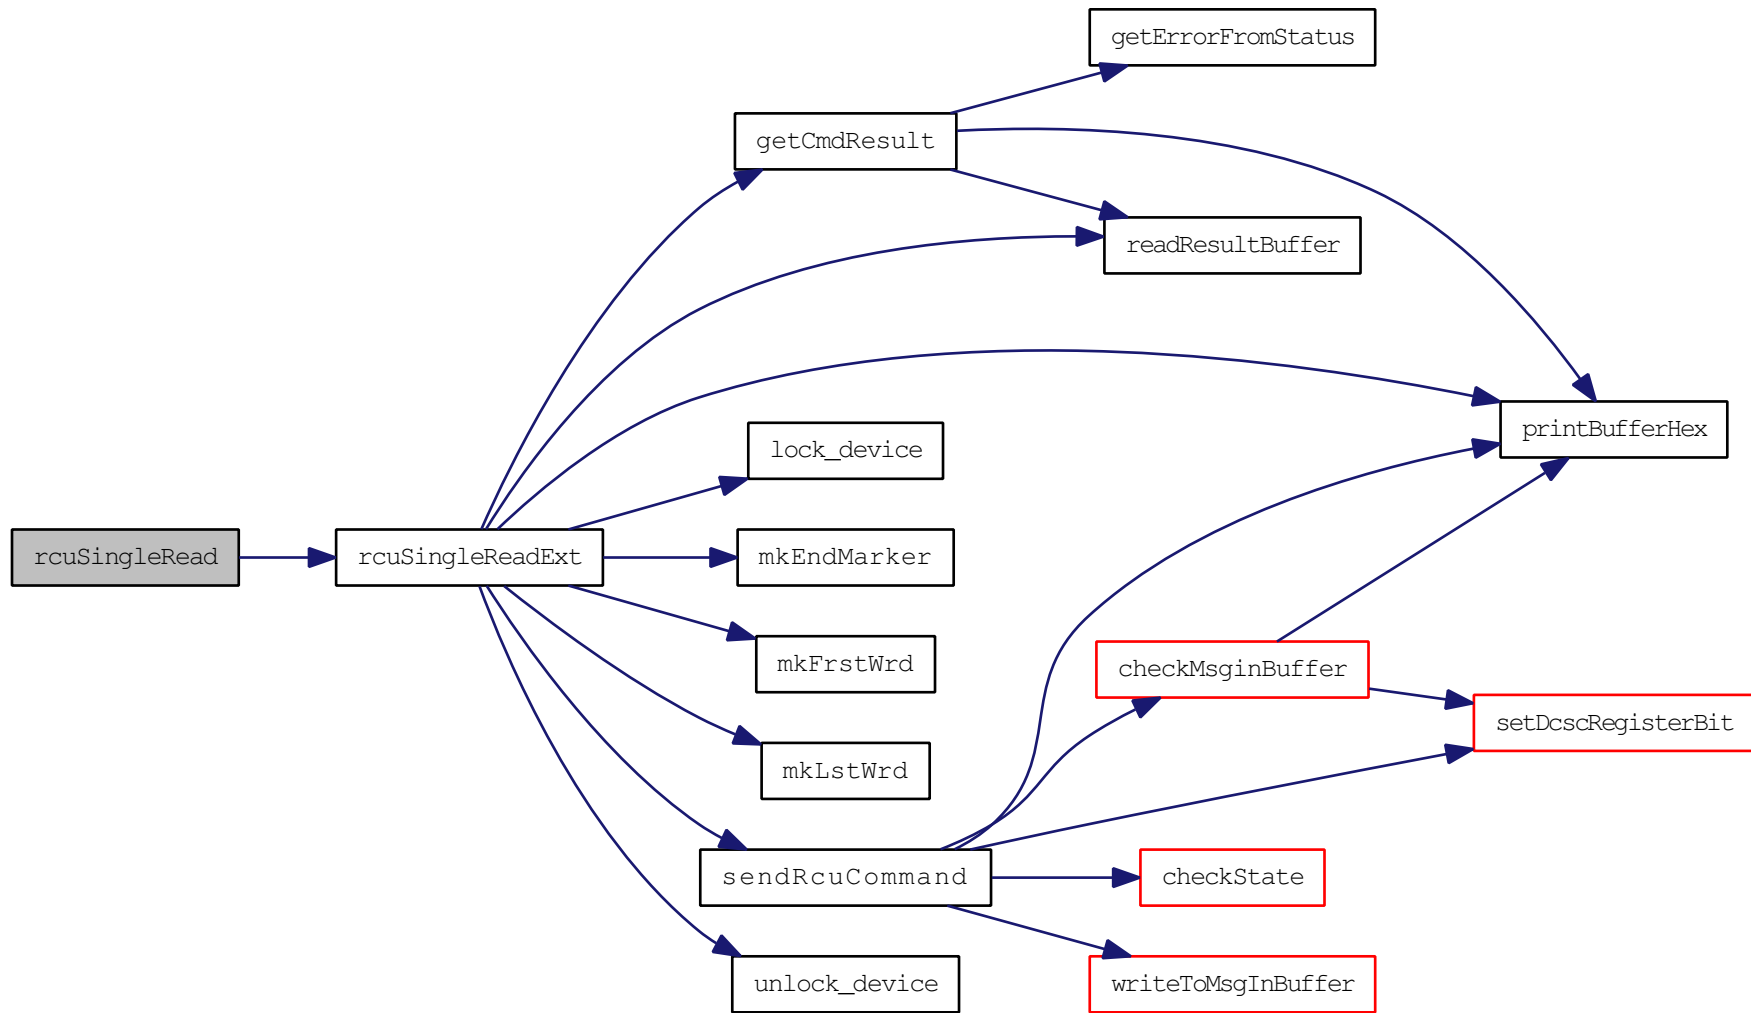 getErrorFromStatus
getCmdResult
readResultBuffer
printBufferHex
lock_device
rcuSingleRead
rcuSingleReadExt
mkEndMarker
mkFrstWrd
checkMsginBuffer
setDcscRegisterBit
mkLstWrd
sendRcuCommand
checkState
unlock_device
writeToMsgInBuffer